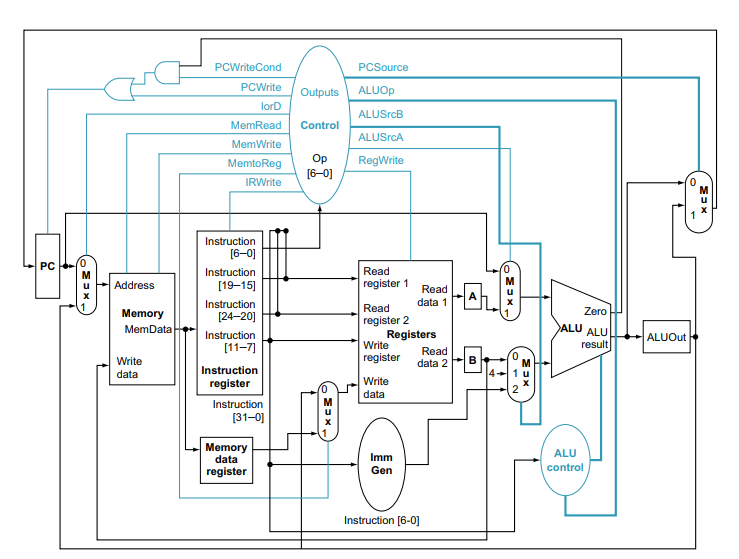 PCWriteCond
PCWrite
IorD
MemRead
MemWrite
MemtoReg
IRWrite
Outputs
Control
Op
[6–0]
PCSource
ALUOp
ALUSrcB
ALUSrcA
RegWrite
0
M
u
x
1
PC
0
M
u
x
1
Address
Memory
MemData
Write
data
Instruction
[6–0]
Instruction
[19–15]
Instruction
[24–20]
Instruction
[11–7]
Instruction
register
Instruction
[31–0]
Memory
data
register
0
M
u
x
1
Read
register 1
Read
register 2
Registers
Write
register
Write
data
Read
data 1
Read
data 2
A
B
0
M
u
x
1
4
0
1
2
M
u
x
Zero
ALU
ALU
result
ALUOut
Imm
Gen
ALU
control
Instruction [6-0]